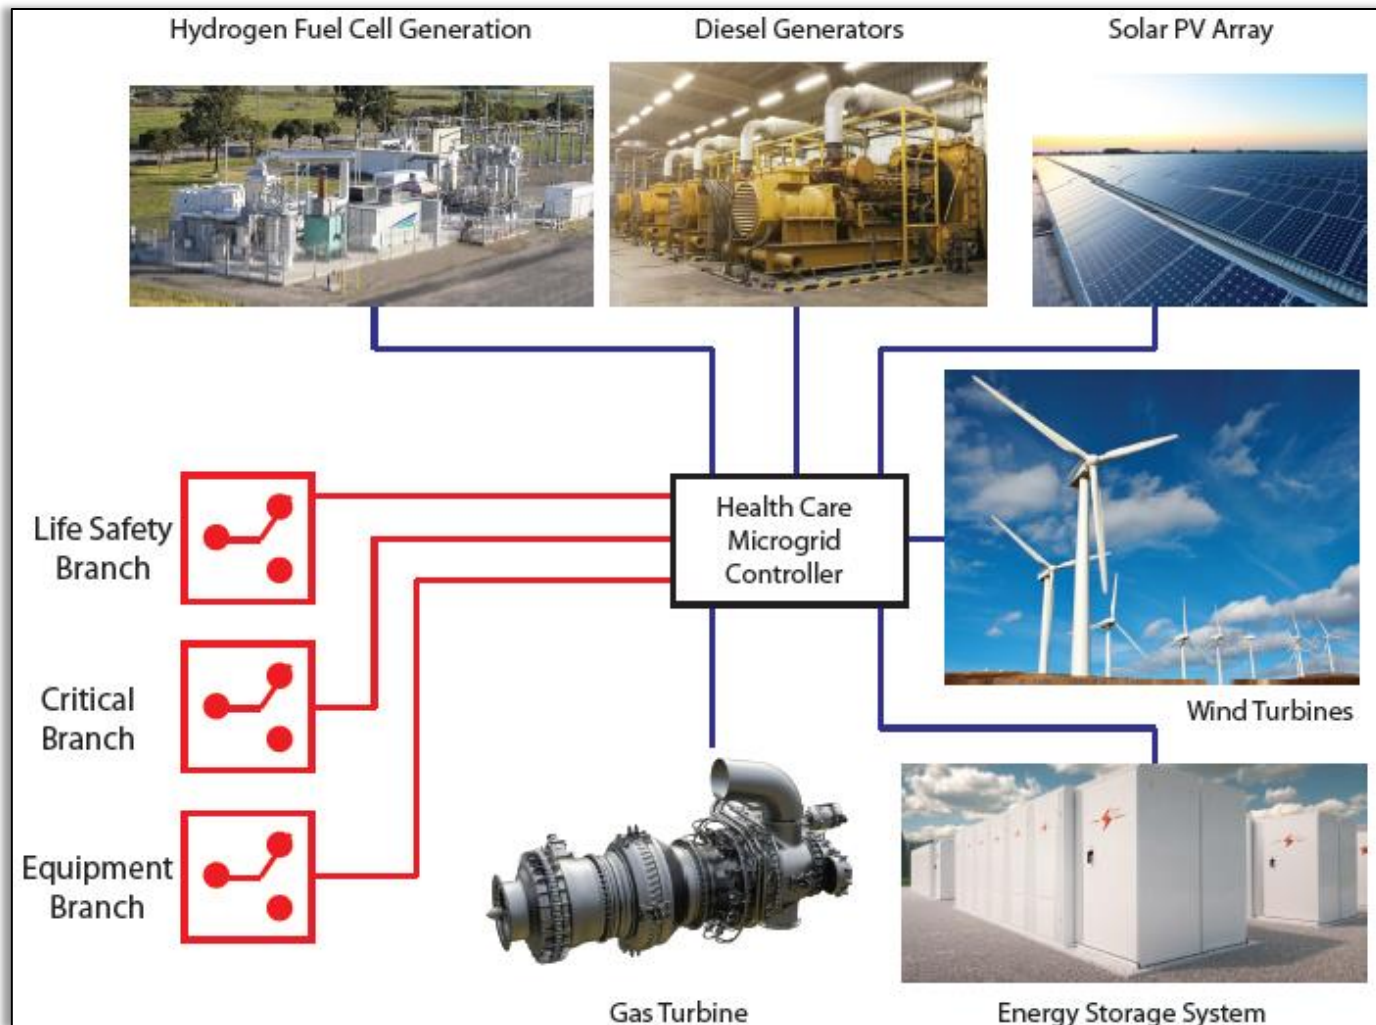 Hydrogen Fuel Cell Generation
Diesel Generators
Solar PV Array
Life Safety
Branch
Health Care
Microgrid
Controller
Critical
Branch
Wind Turbines
Equipment
Branch
Gas Turbine
Energy Storage System